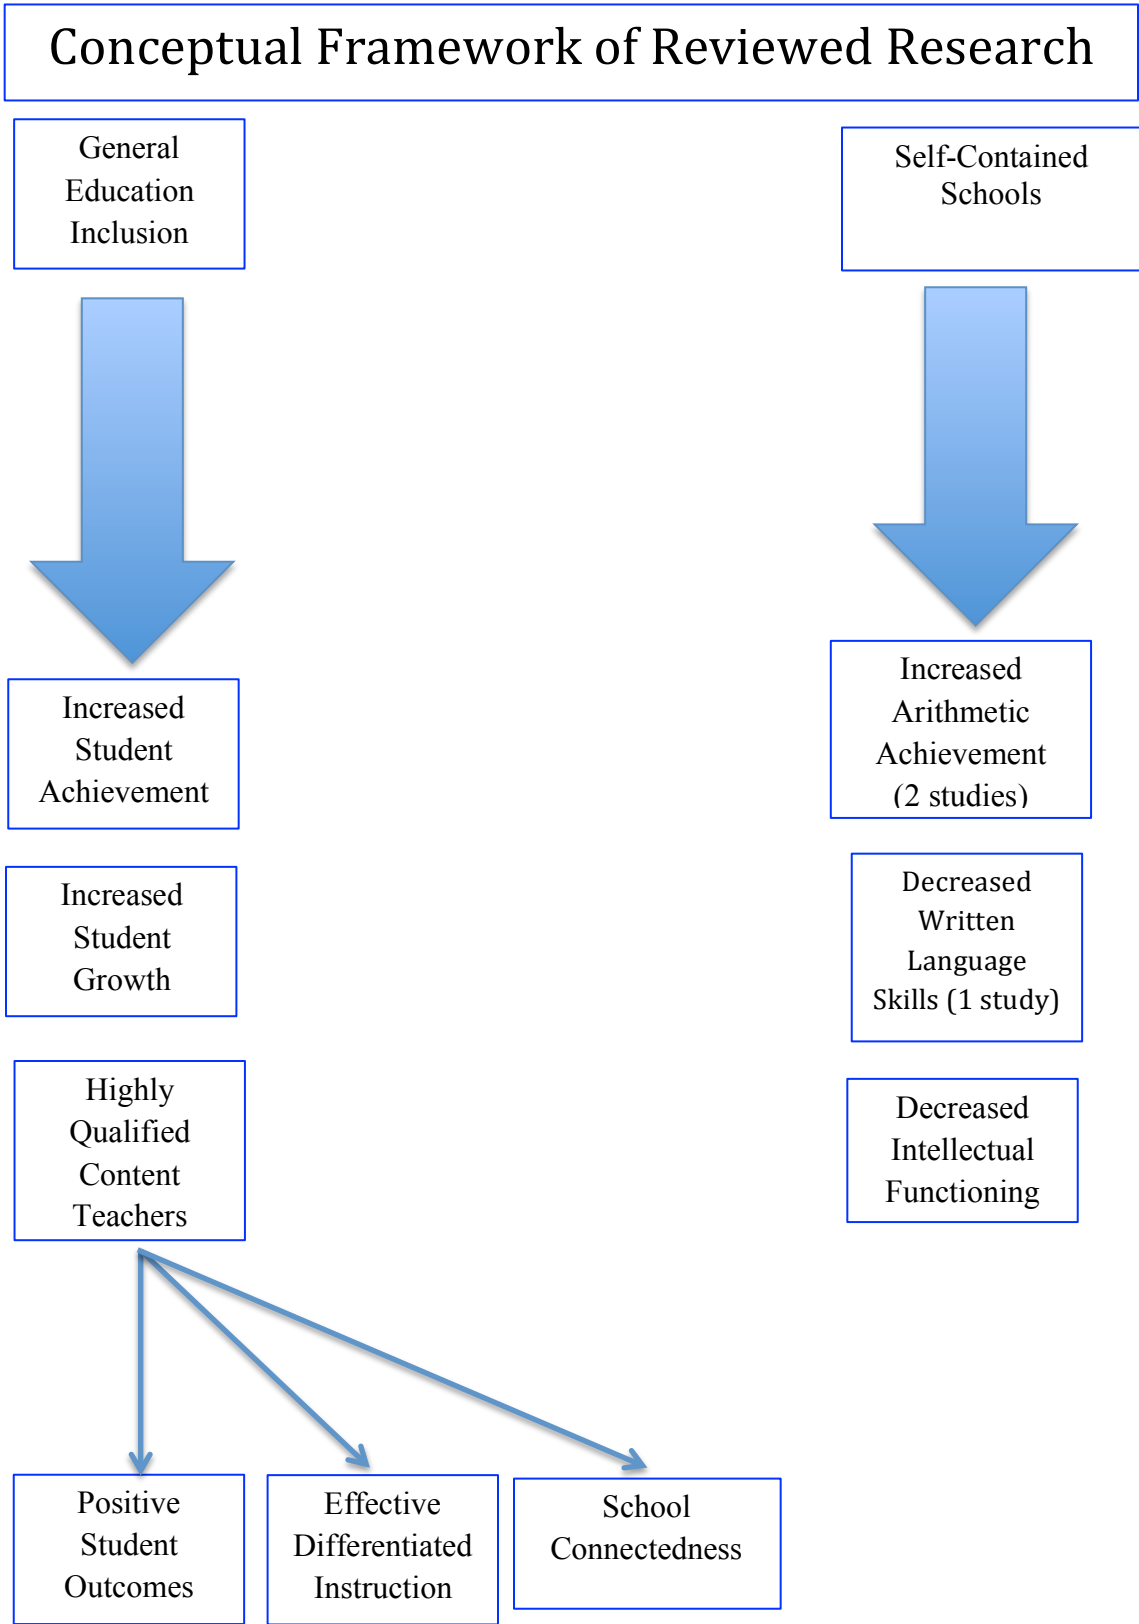 Conceptual Framework of Reviewed Research
General
Education
Inclusion
Self-Contained
Schools
Increased
Student
Achievement
Increased
Arithmetic
Achievement
(2 studies)
Increased
Student
Growth
Decreased
Written
Language
Skills (1 study)
Highly
Qualified
Content
Teachers
Decreased
Intellectual
Functioning
Positive
Student
Outcomes
Effective
Differentiated
Instruction
School
Connectedness